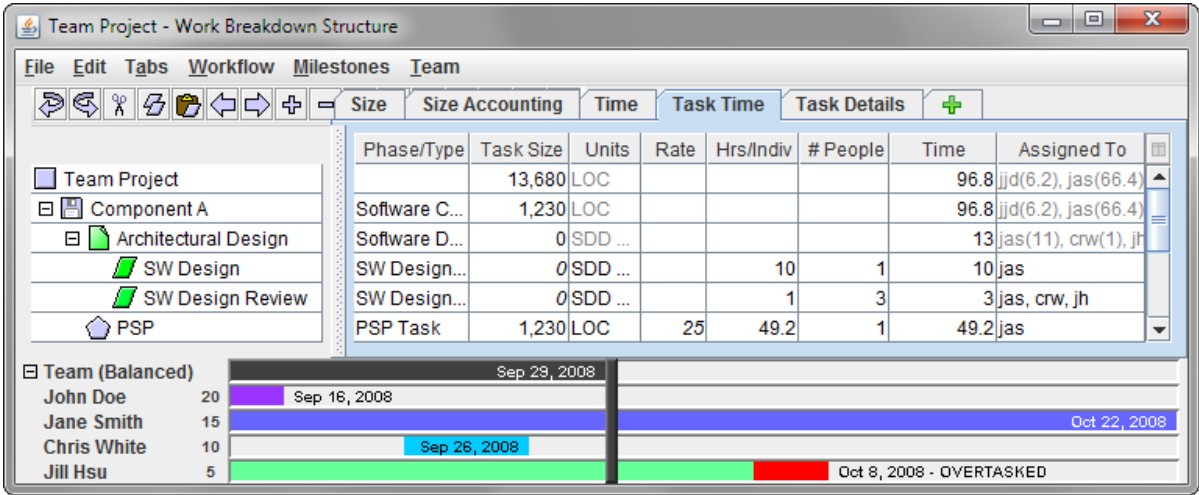 Team Project - Work Breakdown Structure
File Edit Tabs Workflow Milestones Team
Size Size Accounting Time Task Time Task Details
Phase/Type Task Size Units Rate Hrs/Indiv # People Time Assigned To
Team Project 13,680 LOC 96.8 jjd(6.2), jas(66.4)
Component A Software C... 1,230 LOC 96.8 jjd(6.2), jas(66.4)
Architectural Design Software D... 0 SDD ... 13 jas(11), crw(1), jh
SW Design SW Design... 0 SDD ... 10 1 10 jas
SW Design Review SW Design... 0 SDD ... 1 3 3 jas, crw, jh
PSP PSP Task 1,230 LOC 25 49.2 1 49.2 jas
Team (Balanced) Sep 29, 2008
John Doe 20 Sep 16, 2008
Jane Smith 15 Oct 22, 2008
Chris White 10 Sep 26, 2008
Jill Hsu 5 Oct 8, 2008 - OVERTASKED